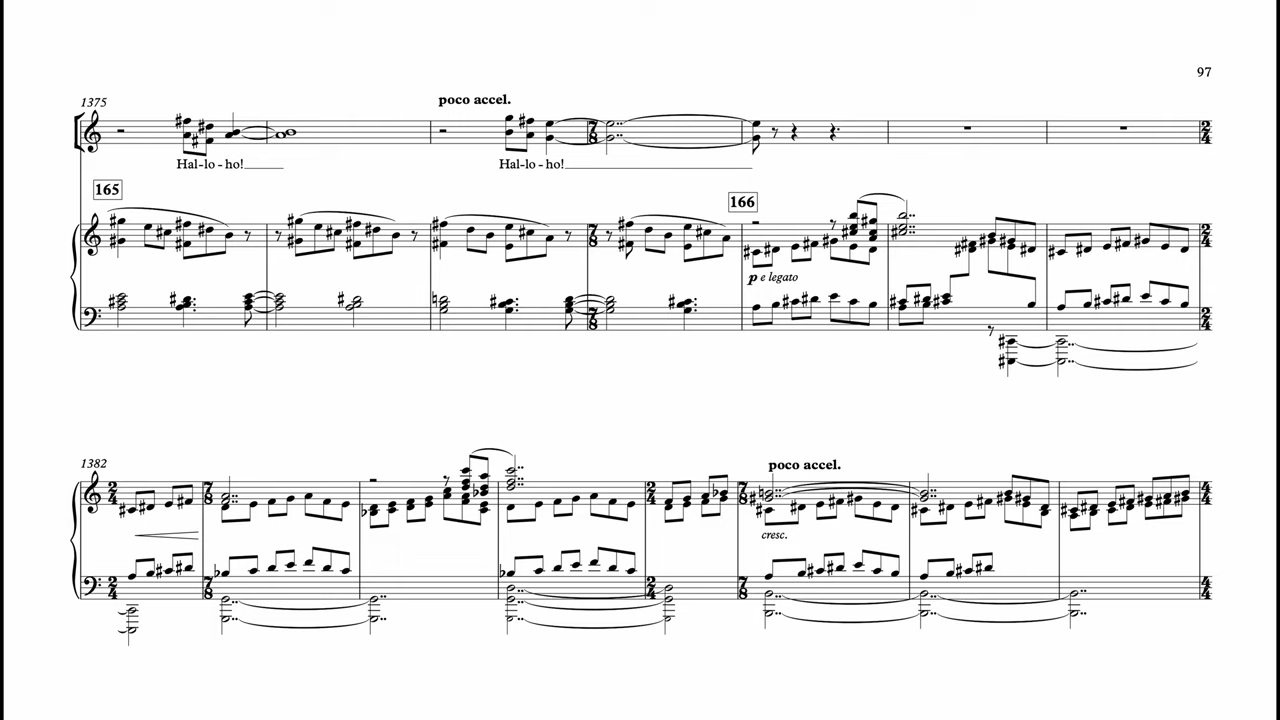 97
1375
poco accel.
Hal-lo-ho!
Hal-lo-ho!
165
166
p e legato
1382
poco accel.
cresc.